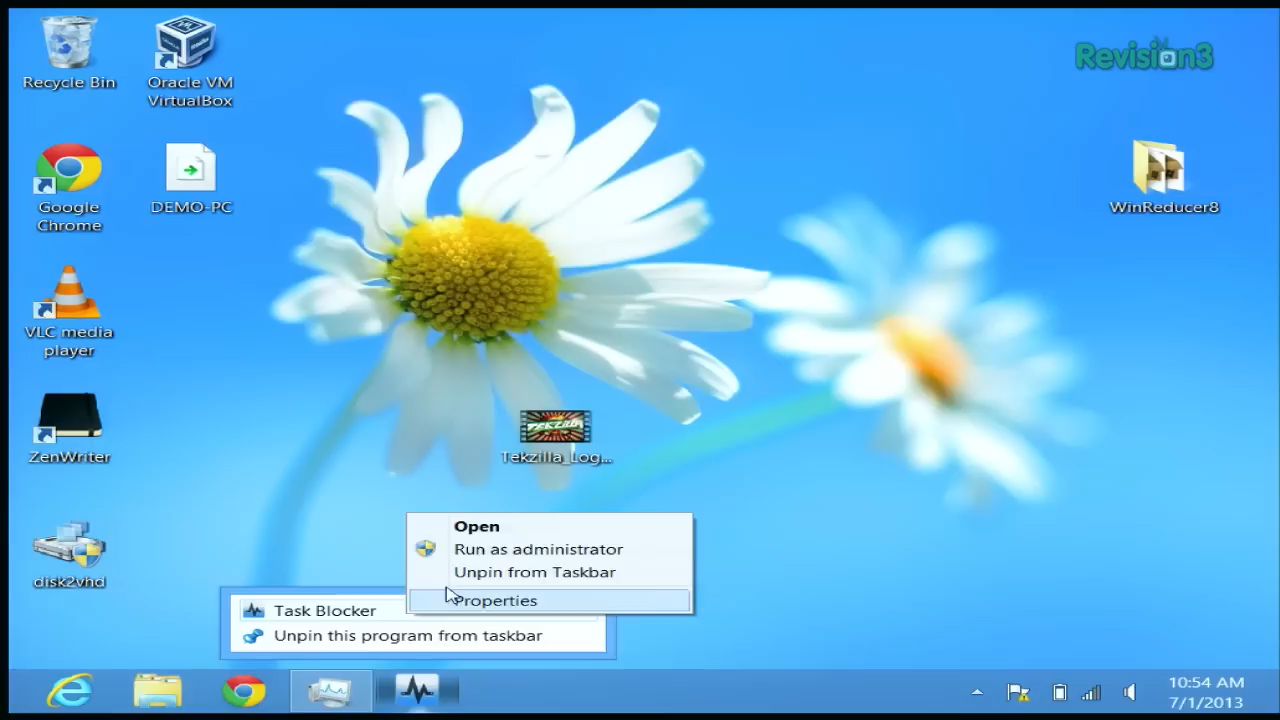 Revision3
Recycle Bin
Oracle VM
VirtualBox
Google
Chrome
DEMO-PC
WinReducer8
VLC media
player
TEKZILLA
ZenWriter
Tekzilla_Log...
disk2vhd
Open
Run as administrator
Unpin from Taskbar
Properties
Task Blocker
Unpin this program from taskbar
10:54 AM
7/1/2013